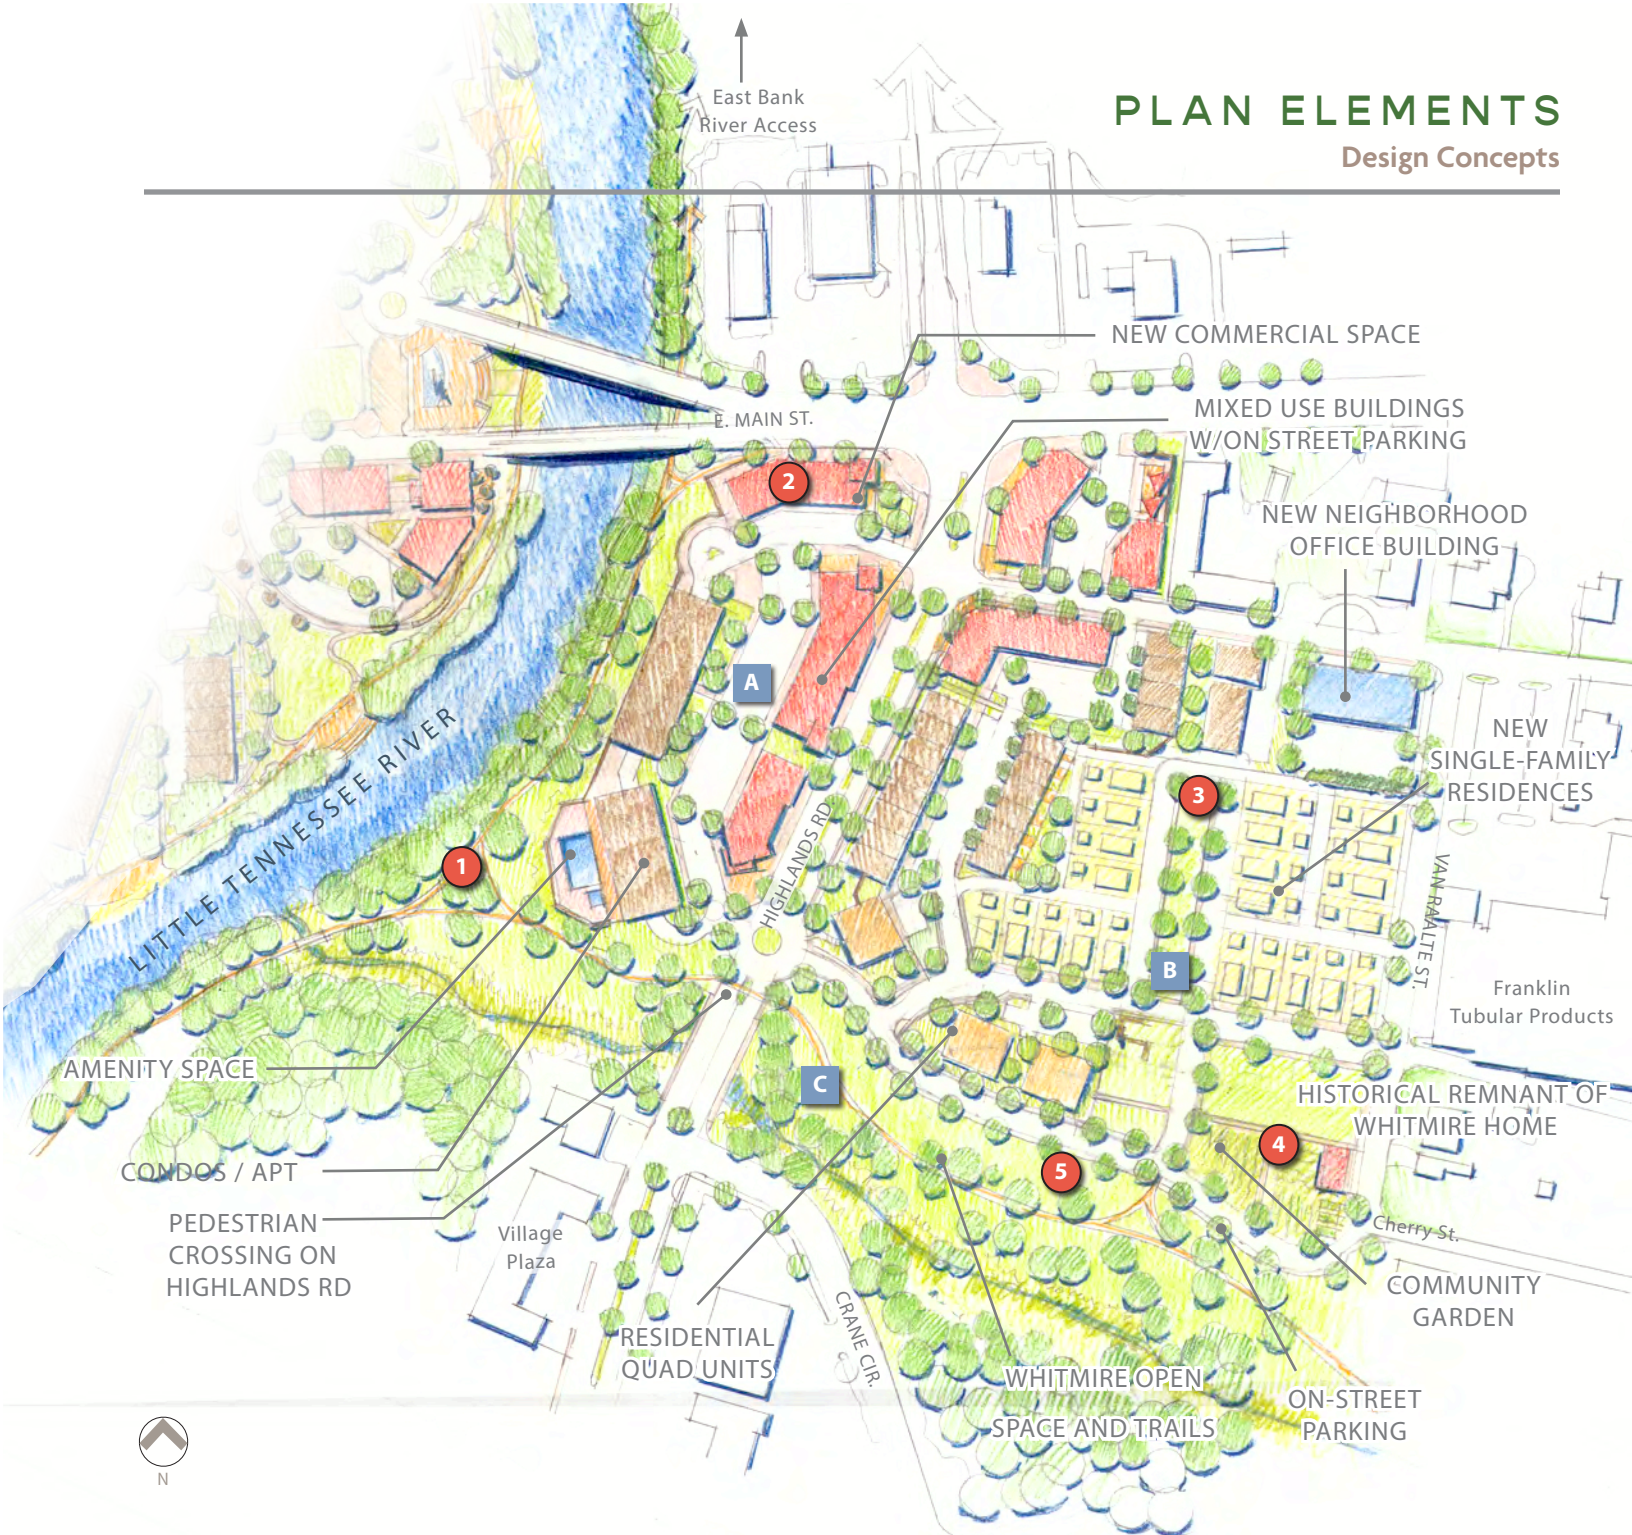 East Bank
River Access
PLAN ELEMENTS
Design Concepts
NEW COMMERCIAL SPACE
E. MAIN ST.
MIXED USE BUILDINGS
W/ON STREET PARKING
2
NEW NEIGHBORHOOD
OFFICE BUILDING
A
NEW
SINGLE-FAMILY
RESIDENCES
3
LITTLE TENNESSEE RIVER
1
HIGHLANDS RD.
VAN RALTE ST.
B
Franklin
Tubular Products
AMENITY SPACE
C
HISTORICAL REMNANT OF
WHITMIRE HOME
4
5
CONDOS / APT
PEDESTRIAN
CROSSING ON
HIGHLANDS RD
Village
Plaza
Cherry St.
COMMUNITY
GARDEN
CRANE CIR.
RESIDENTIAL
QUAD UNITS
WHITMIRE OPEN
SPACE AND TRAILS
ON-STREET
PARKING
N